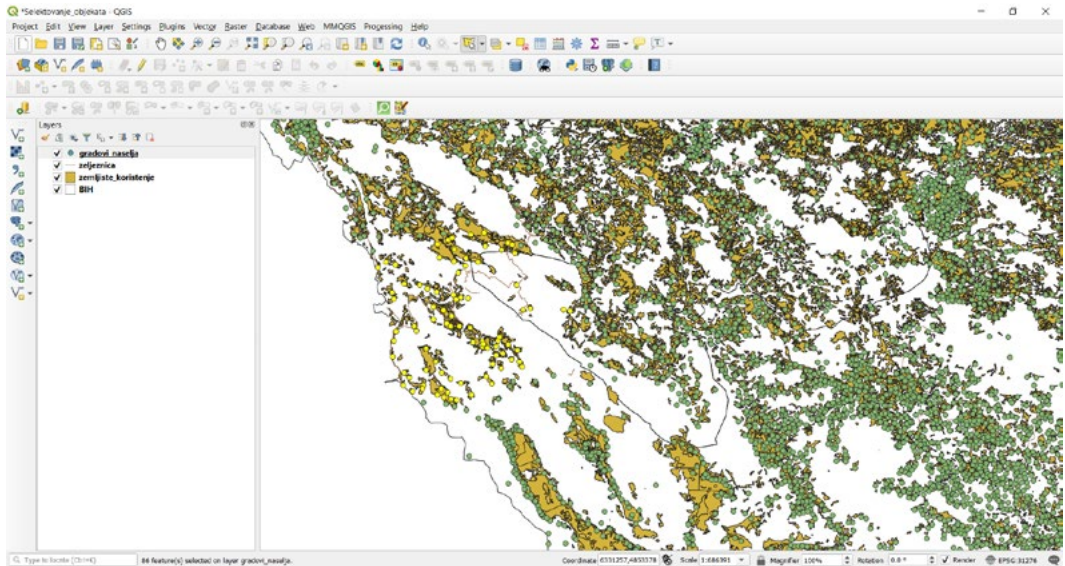 *Selektovanje_objekata - QGIS
Project Edit View Layer Settings Plugins Vector Raster Database Web MMQGIS Processing Help
Layers
gradovi_naselja
zeljeznica
zemljiste_koristenje
BIH
Type to locate (Ctrl+K) 86 feature(s) selected on layer gradovi_naselja. Coordinate 6331257,4853378 Scale 1:686391 Magnifier 100% Rotation 0.0 ° Render EPSG:31276